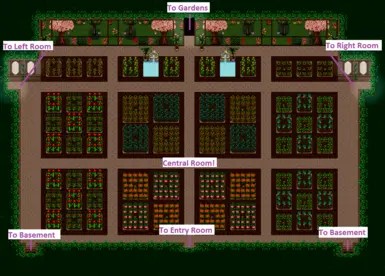 To Gardens
To Left Room
To Right Room
Central Room!
To Entry Room
To Basement
To Basement